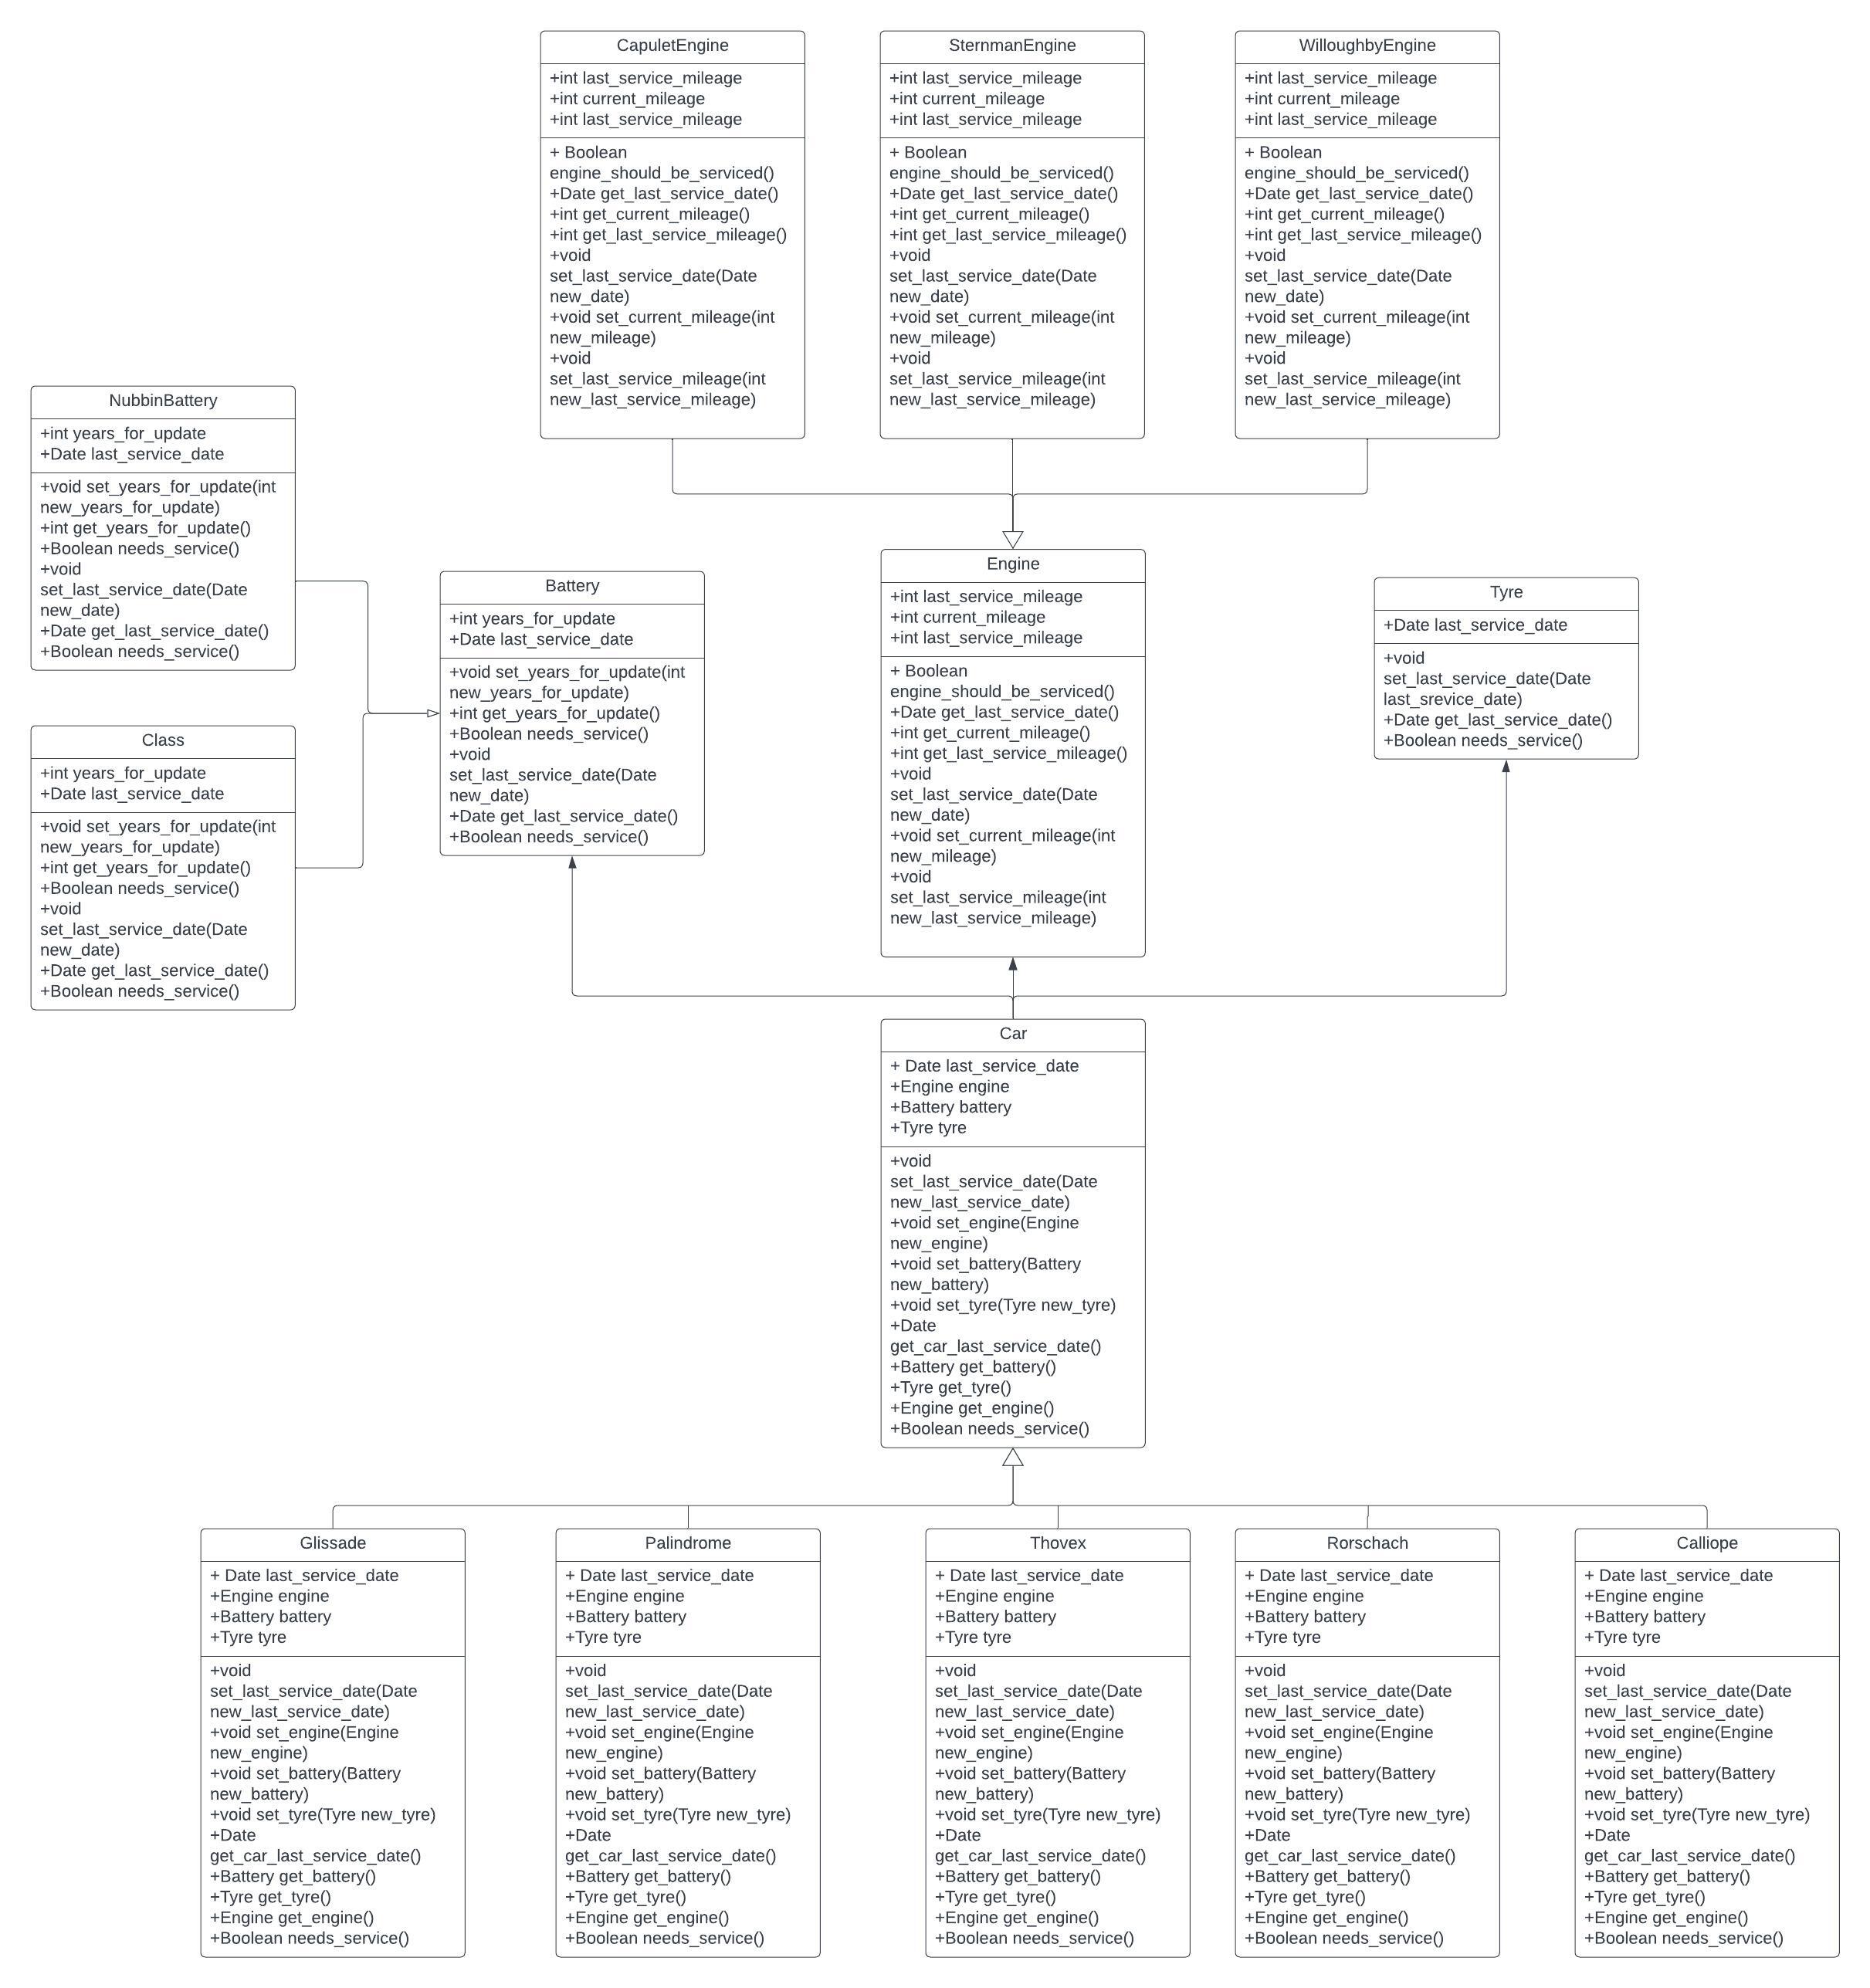 CapuletEngine
+int last_service_mileage
+int current_mileage
+int last_service_mileage
+ Boolean
engine_should_be_serviced()
+Date get_last_service_date()
+int get_current_mileage()
+int get_last_service_mileage()
+void
set_last_service_date(Date
new_date)
+void set_current_mileage(int
new_mileage)
+void
set_last_service_mileage(int
new_last_service_mileage)
SternmanEngine
+int last_service_mileage
+int current_mileage
+int last_service_mileage
+ Boolean
engine_should_be_serviced()
+Date get_last_service_date()
+int get_current_mileage()
+int get_last_service_mileage()
+void
set_last_service_date(Date
new_date)
+void set_current_mileage(int
new_mileage)
+void
set_last_service_mileage(int
new_last_service_mileage)
WilloughbyEngine
+int last_service_mileage
+int current_mileage
+int last_service_mileage
+ Boolean
engine_should_be_serviced()
+Date get_last_service_date()
+int get_current_mileage()
+int get_last_service_mileage()
+void
set_last_service_date(Date
new_date)
+void set_current_mileage(int
new_mileage)
+void
set_last_service_mileage(int
new_last_service_mileage)
NubbinBattery
+int years_for_update
+Date last_service_date
+void set_years_for_update(int
new_years_for_update)
+int get_years_for_update()
+Boolean needs_service()
+void
set_last_service_date(Date
new_date)
+Date get_last_service_date()
+Boolean needs_service()
Class
+int years_for_update
+Date last_service_date
+void set_years_for_update(int
new_years_for_update)
+int get_years_for_update()
+Boolean needs_service()
+void
set_last_service_date(Date
new_date)
+Date get_last_service_date()
+Boolean needs_service()
Battery
+int years_for_update
+Date last_service_date
+void set_years_for_update(int
new_years_for_update)
+int get_years_for_update()
+Boolean needs_service()
+void
set_last_service_date(Date
new_date)
+Date get_last_service_date()
+Boolean needs_service()
Engine
+int last_service_mileage
+int current_mileage
+int last_service_mileage
+ Boolean
engine_should_be_serviced()
+Date get_last_service_date()
+int get_current_mileage()
+int get_last_service_mileage()
+void
set_last_service_date(Date
new_date)
+void set_current_mileage(int
new_mileage)
+void
set_last_service_mileage(int
new_last_service_mileage)
Tyre
+Date last_service_date
+void
set_last_service_date(Date
last_srevice_date)
+Date get_last_service_date()
+Boolean needs_service()
Car
+ Date last_service_date
+Engine engine
+Battery battery
+Tyre tyre
+void
set_last_service_date(Date
new_last_service_date)
+void set_engine(Engine
new_engine)
+void set_battery(Battery
new_battery)
+void set_tyre(Tyre new_tyre)
+Date
get_car_last_service_date()
+Battery get_battery()
+Tyre get_tyre()
+Engine get_engine()
+Boolean needs_service()
Glissade
+ Date last_service_date
+Engine engine
+Battery battery
+Tyre tyre
+void
set_last_service_date(Date
new_last_service_date)
+void set_engine(Engine
new_engine)
+void set_battery(Battery
new_battery)
+void set_tyre(Tyre new_tyre)
+Date
get_car_last_service_date()
+Battery get_battery()
+Tyre get_tyre()
+Engine get_engine()
+Boolean needs_service()
Palindrome
+ Date last_service_date
+Engine engine
+Battery battery
+Tyre tyre
+void
set_last_service_date(Date
new_last_service_date)
+void set_engine(Engine
new_engine)
+void set_battery(Battery
new_battery)
+void set_tyre(Tyre new_tyre)
+Date
get_car_last_service_date()
+Battery get_battery()
+Tyre get_tyre()
+Engine get_engine()
+Boolean needs_service()
Thovex
+ Date last_service_date
+Engine engine
+Battery battery
+Tyre tyre
+void
set_last_service_date(Date
new_last_service_date)
+void set_engine(Engine
new_engine)
+void set_battery(Battery
new_battery)
+void set_tyre(Tyre new_tyre)
+Date
get_car_last_service_date()
+Battery get_battery()
+Tyre get_tyre()
+Engine get_engine()
+Boolean needs_service()
Rorschach
+ Date last_service_date
+Engine engine
+Battery battery
+Tyre tyre
+void
set_last_service_date(Date
new_last_service_date)
+void set_engine(Engine
new_engine)
+void set_battery(Battery
new_battery)
+void set_tyre(Tyre new_tyre)
+Date
get_car_last_service_date()
+Battery get_battery()
+Tyre get_tyre()
+Engine get_engine()
+Boolean needs_service()
Calliope
+ Date last_service_date
+Engine engine
+Battery battery
+Tyre tyre
+void
set_last_service_date(Date
new_last_service_date)
+void set_engine(Engine
new_engine)
+void set_battery(Battery
new_battery)
+void set_tyre(Tyre new_tyre)
+Date
get_car_last_service_date()
+Battery get_battery()
+Tyre get_tyre()
+Engine get_engine()
+Boolean needs_service()